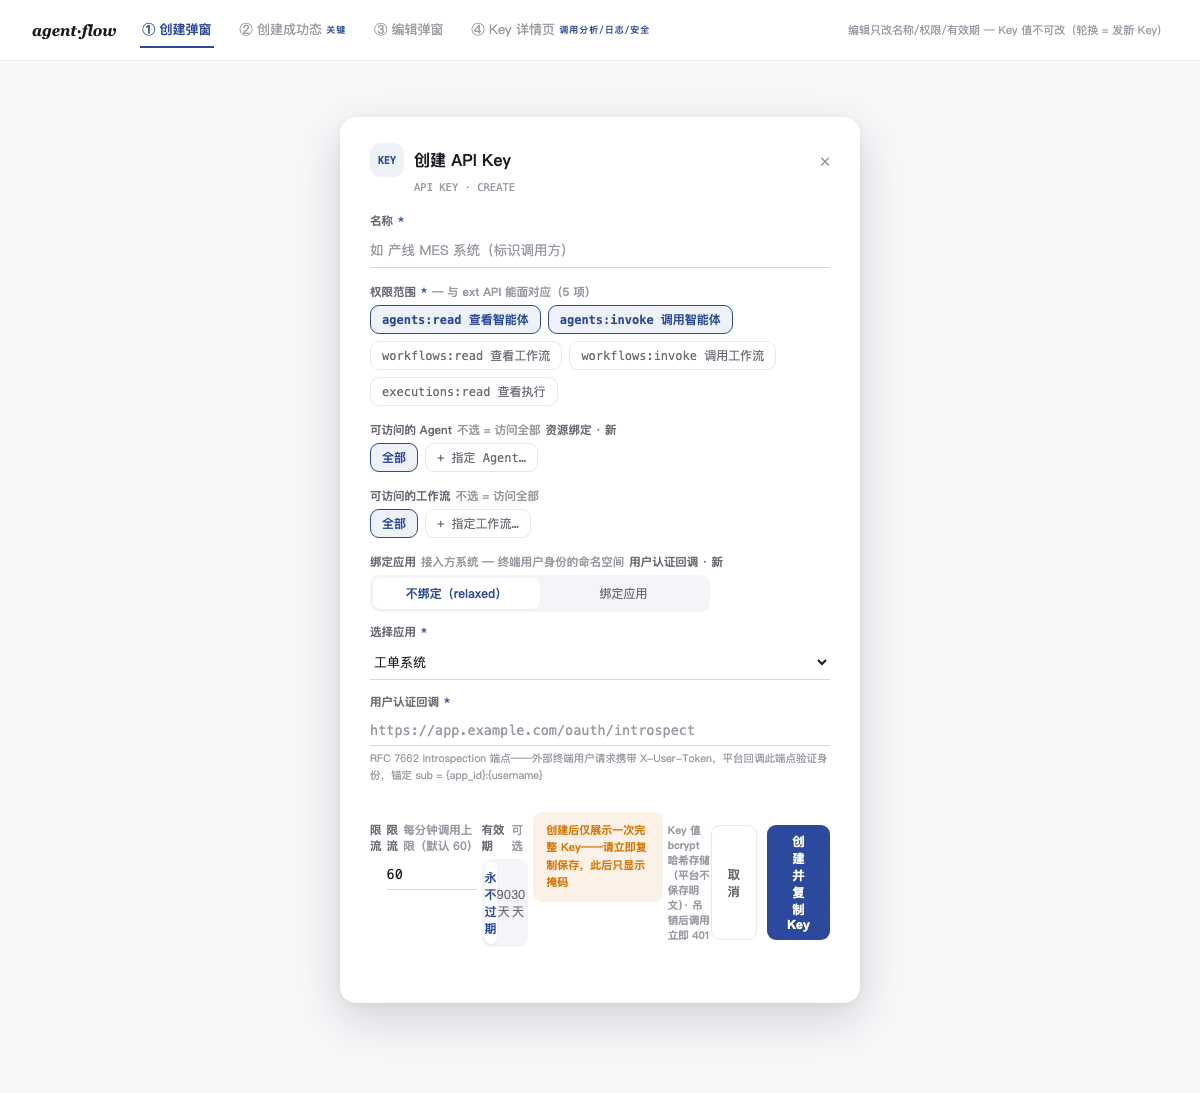 agent·flow
① 创建弹窗
② 创建成功态 关键
③ 编辑弹窗
④ Key 详情页 调用分析/日志/安全
编辑只改名称/权限/有效期 — Key 值不可改（轮换 = 发新 Key）
KEY
创建 API Key
×
API KEY · CREATE
名称 *
如 产线 MES 系统（标识调用方）
权限范围 * — 与 ext API 能面对应（5 项）
agents:read 查看智能体
agents:invoke 调用智能体
workflows:read 查看工作流
workflows:invoke 调用工作流
executions:read 查看执行
可访问的 Agent 不选 = 访问全部 资源绑定 · 新
全部
+ 指定 Agent…
可访问的工作流 不选 = 访问全部
全部
+ 指定工作流…
绑定应用 接入方系统 — 终端用户身份的命名空间 用户认证回调 · 新
不绑定（relaxed）
绑定应用
选择应用 *
工单系统
用户认证回调 *
https://app.example.com/oauth/introspect
RFC 7662 introspection 端点——外部终端用户请求携带 X-User-Token，平台回调此端点验证身
份，锚定 sub = {app_id}:{username}
限
流
限
流
每分钟调用上
限（默认 60）
60
有效
期
可
选
永
不
过
期
90
天
30
天
创建后仅展示一次完
整 Key——请立即复
制保存，此后只显示
掩码
Key 值
bcrypt
哈希存储
（平台不
保存明
文）· 吊
销后调用
立即 401
取
消
创
建
并
复
制
Key